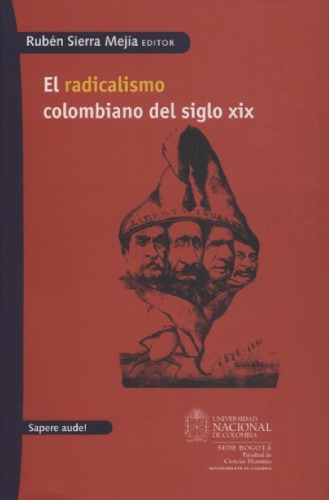 Rubén Sierra Mejía EDITOR
El radicalismo
colombiano del siglo xix
Sapere aude!
UNIVERSIDAD
NACIONAL
DE COLOMBIA
SEDE BOGOTÁ
Facultad de
Ciencias Humanas
DEPARTAMENTO DE FILOSOFÍA